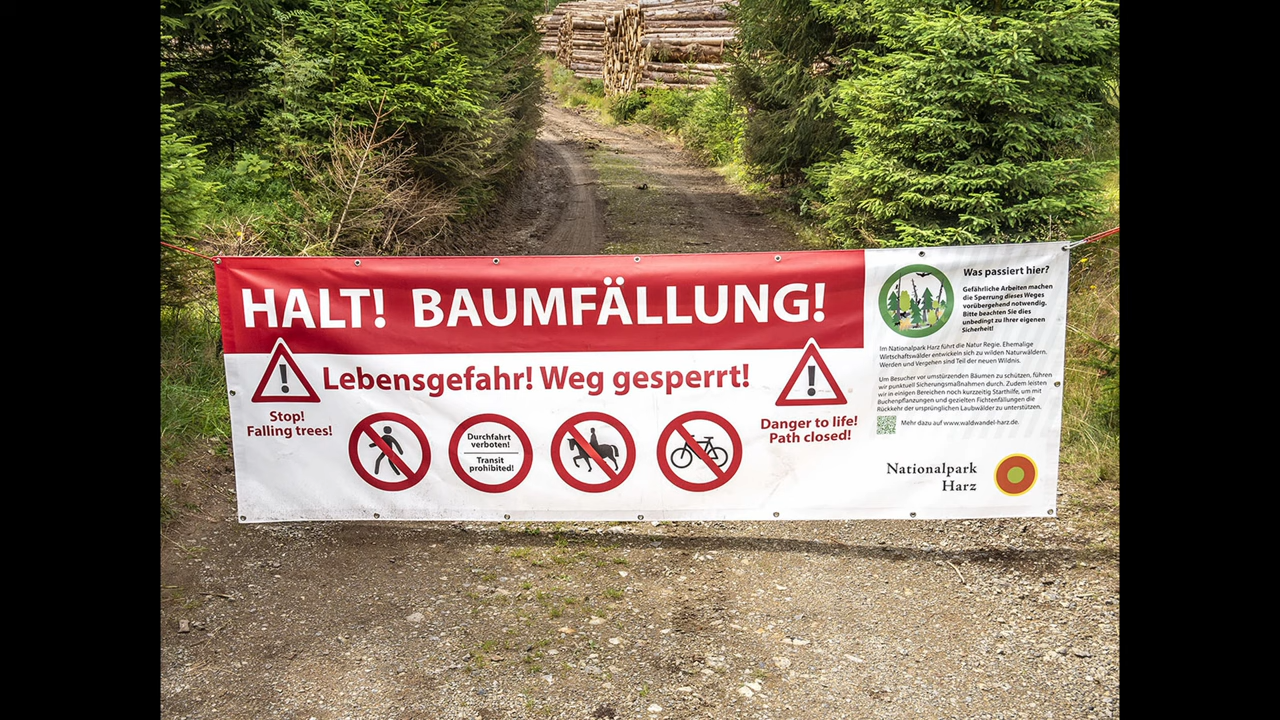 HALT! BAUMFÄLLUNG!
Lebensgefahr! Weg gesperrt!
Stop!
Falling trees!
Durchfahrt
verboten!
Transit
prohibited!
Danger to life!
Path closed!
Was passiert hier?
Gefährliche Arbeiten machen
die Sperrung dieses Weges
vorübergehend notwendig.
Bitte beachten Sie dies
unbedingt zu Ihrer eigenen
Sicherheit!
Im Nationalpark Harz führt die Natur Regie. Ehemalige
Wirtschaftswälder entwickeln sich zu wilden Naturwäldern.
Werden und Vergehen sind Teil der neuen Wildnis.
Um Besucher vor umstürzenden Bäumen zu schützen, führen
wir punktuell Sicherungsmaßnahmen durch. Zudem leisten
wir in einigen Bereichen noch kurzzeitig Starthilfe, um mit
Buchenpflanzungen und gezielten Fichtenfällungen die
Rückkehr der ursprünglichen Laubwälder zu unterstützen.
Mehr dazu auf www.waldwandel-harz.de.
Nationalpark
Harz